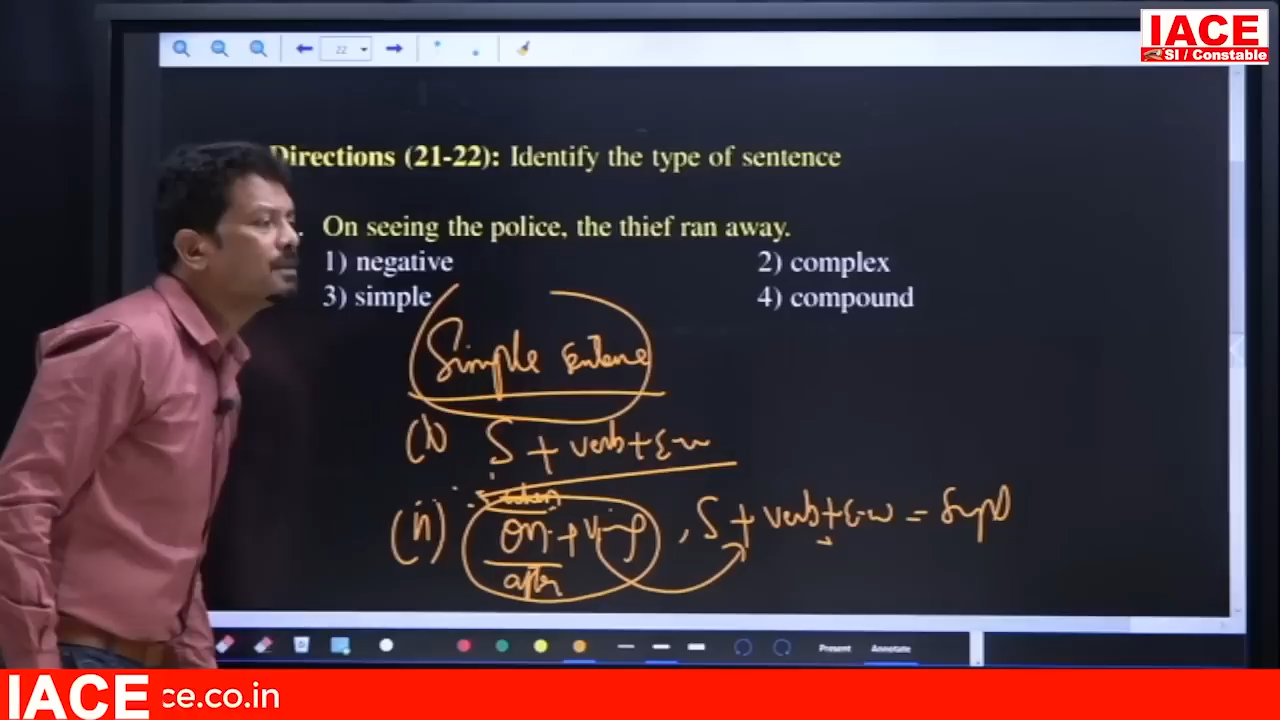 IACE
SI / Constable
22
Directions (21-22): Identify the type of sentence
. On seeing the police, the thief ran away.
1) negative 2) complex
3) simple 4) compound
Simple sentence
(i) S + verb + E-w
(ii) On + Ving, S + verb + E-w =
after
Present Annotate
IACE ce.co.in